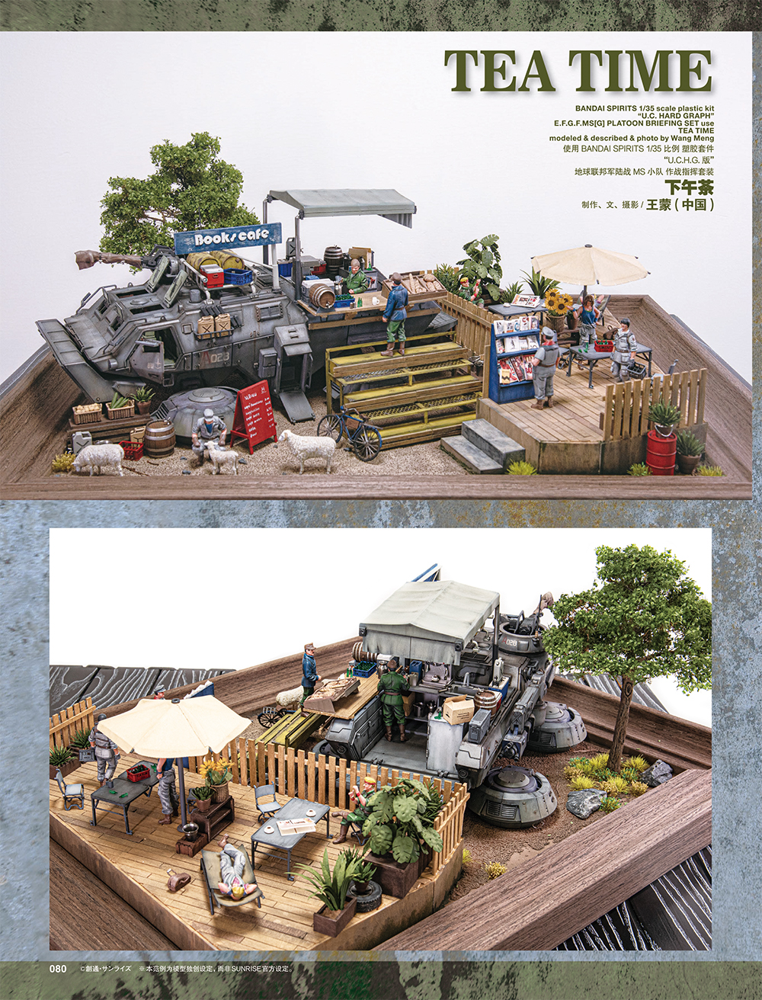 TEA TIME
BANDAI SPIRITS 1/35 scale plastic kit
“U.C. HARD GRAPH”
E.F.G.F.MS[G] PLATOON BRIEFING SET use
TEA TIME
modeled & described & photo by Wang Meng
使用 BANDAI SPIRITS 1/35 比例 塑胶套件
“U.C.H.G. 版”
地球联邦军陆战 MS 小队 作战指挥套装
下午茶
制作、文、摄影 / 王蒙 ( 中国 )
Books cafe
028
028
080 ©創通・サンライズ ※ 本范例为模型独创设定，而非SUNRISE官方设定。